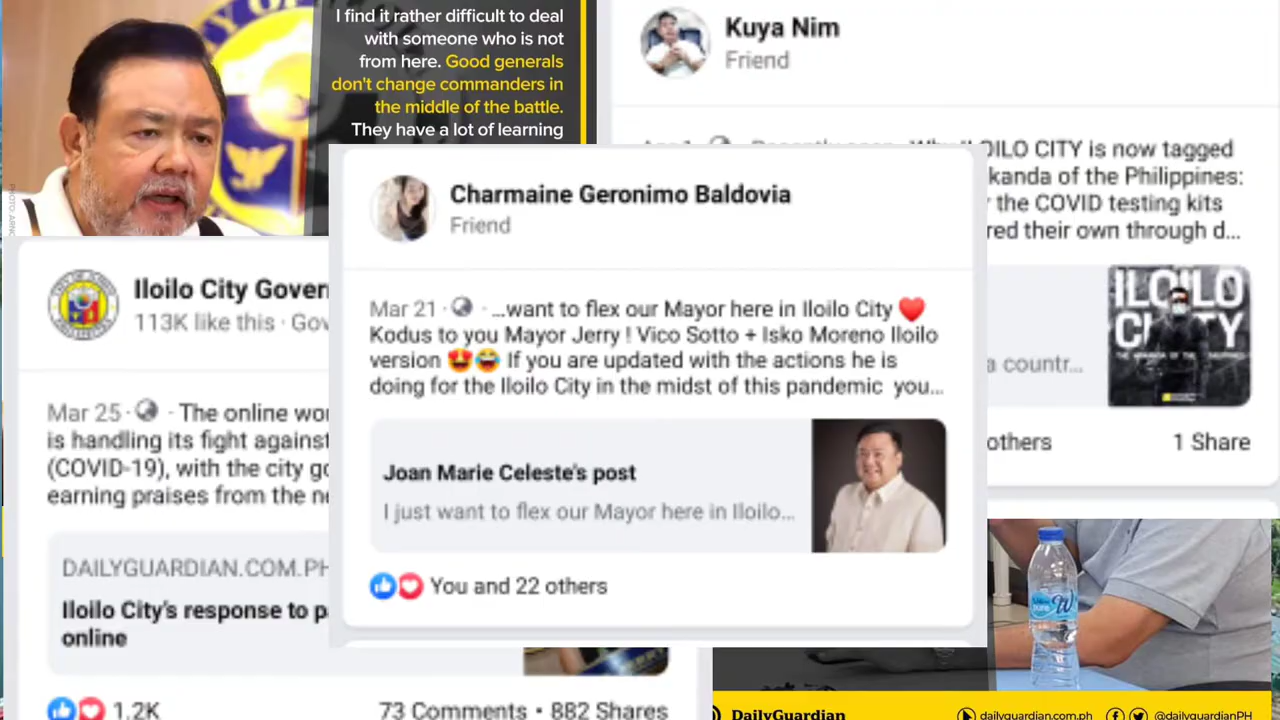 I find it rather difficult to deal
with someone who is not
from here. Good generals
don't change commanders in
the middle of the battle.
They have a lot of learning
Kuya Nim
Friend
ILOILO CITY is now tagged
kanda of the Philippines:
the COVID testing kits
red their own through d...
ILOILO
CITY
a countr...
others
1 Share
Charmaine Geronimo Baldovia
Friend
Mar 21 · ...want to flex our Mayor here in Iloilo City ❤️
Kodus to you Mayor Jerry ! Vico Sotto + Isko Moreno Iloilo
version 🤩😂 If you are updated with the actions he is
doing for the Iloilo City in the midst of this pandemic you...
Joan Marie Celeste's post
I just want to flex our Mayor here in Iloilo...
You and 22 others
Iloilo City Gover
113K like this · Gov
Mar 25 · · The online wor
is handling its fight against
(COVID-19), with the city go
earning praises from the ne
DAILYGUARDIAN.COM.PH
Iloilo City's response to p
online
1.2K
73 Comments • 882 Shares
DailyGuardian
dailyguardian.com.ph
@dailyguardianPH